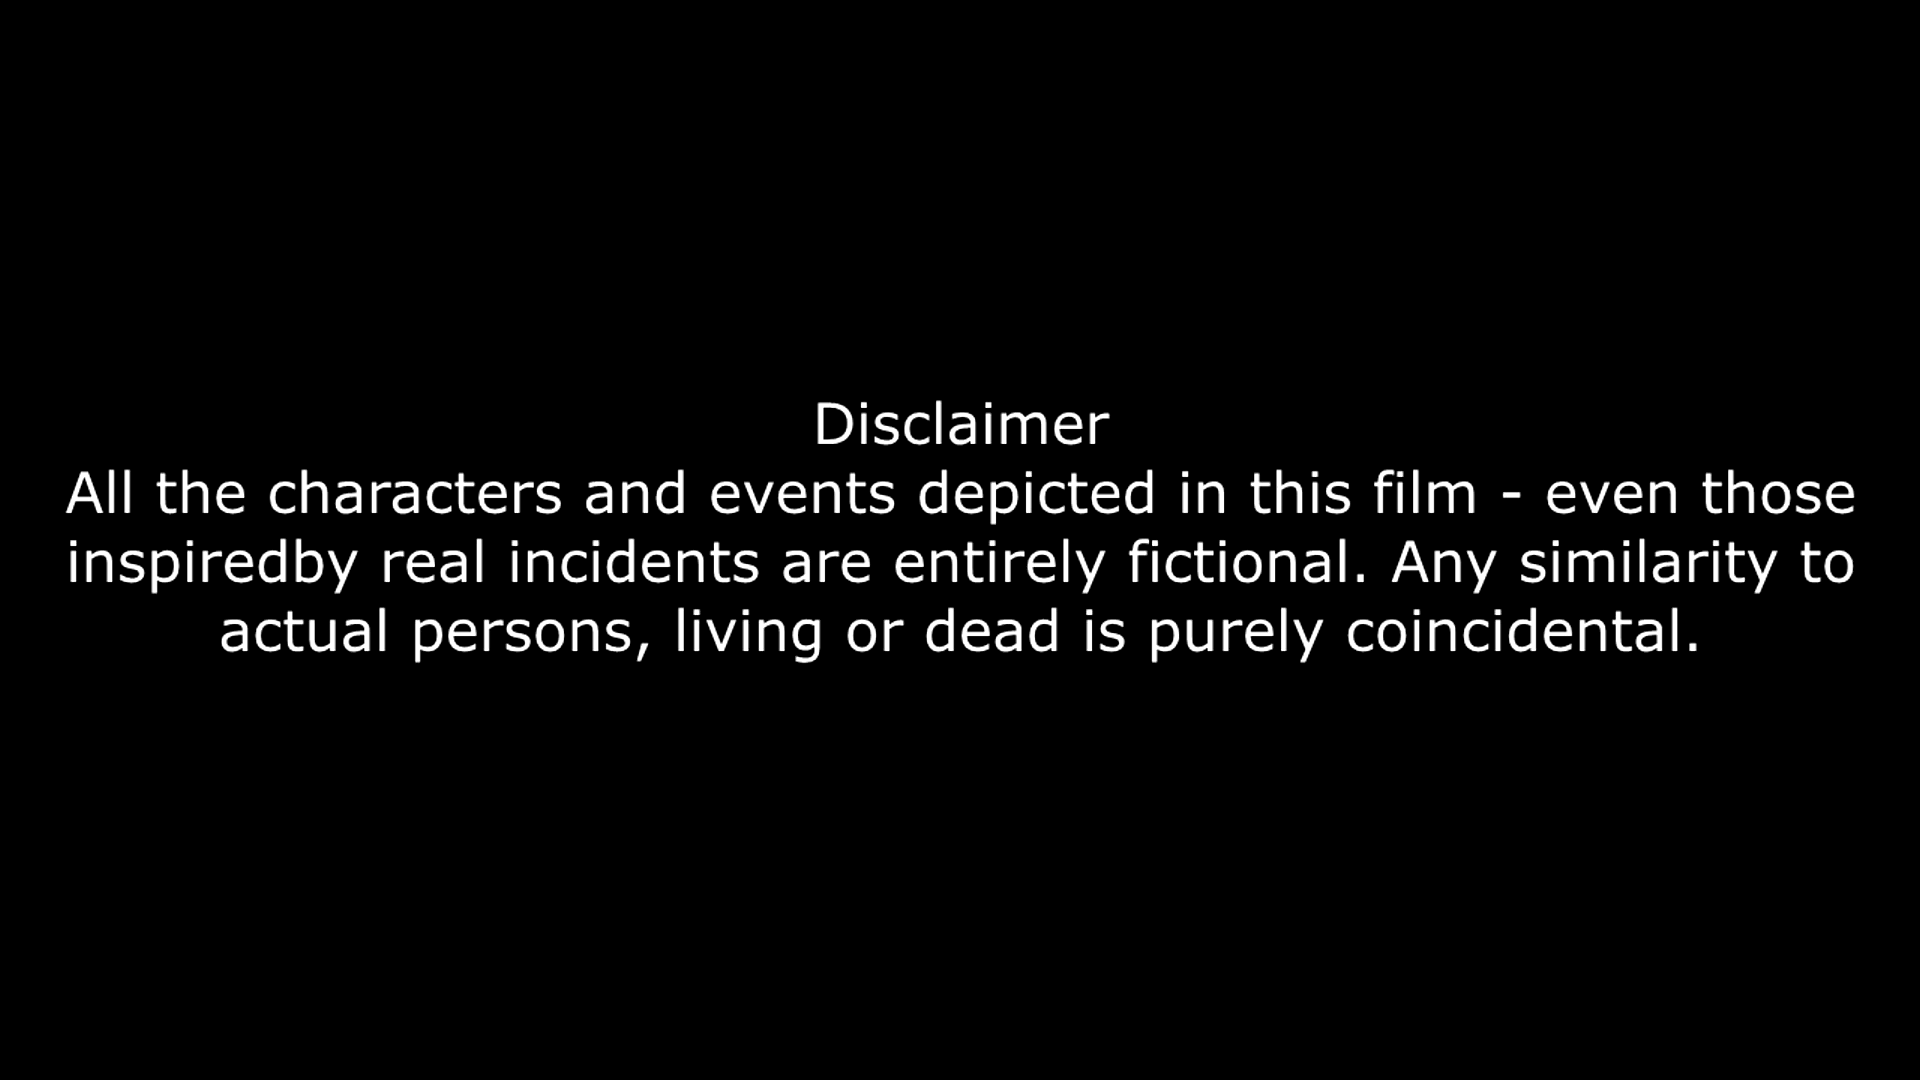 Disclaimer
All the characters and events depicted in this film - even those
inspiredby real incidents are entirely fictional. Any similarity to
actual persons, living or dead is purely coincidental.